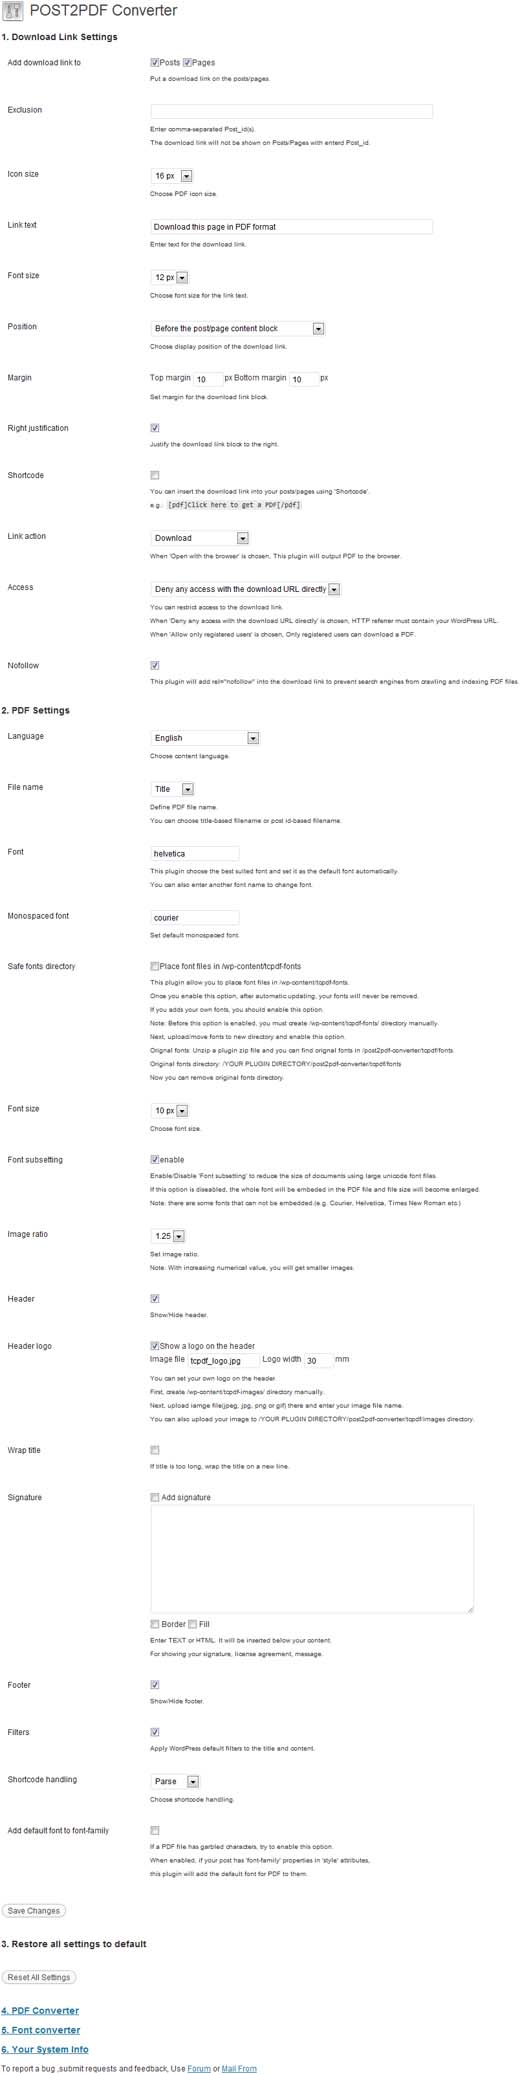 POST2PDF Converter
1. Download Link Settings
Add download link to Posts Pages
Put a download link on the posts/pages.
Exclusion
Enter comma-separated Post_id(s).
The download link will not be shown on Posts/Pages with enterd Post_id.
Icon size 16 px
Choose PDF icon size.
Link text Download this page in PDF format
Enter text for the download link.
Font size 12 px
Choose font size for the link text.
Position Before the post/page content block
Choose display position of the download link.
Margin Top margin 10 px Bottom margin 10 px
Set margin for the download link block.
Right justification
Justify the download link block to the right.
Shortcode
You can insert the download link into your posts/pages using 'Shortcode'.
e.g.: [pdf]Click here to get a PDF[/pdf]
Link action Download
When 'Open with the browser' is chosen, This plugin will output PDF to the browser.
Access Deny any access with the download URL directly
You can restrict access to the download link.
When 'Deny any access with the download URL directly' is chosen, HTTP referrer must contain your WordPress URL.
When 'Allow only registered users' is chosen, Only registered users can download a PDF.
Nofollow
This plugin will add rel="nofollow" into the download link to prevent search engines from crawling and indexing PDF files.
2. PDF Settings
Language English
Choose content language.
File name Title
Define PDF file name.
You can choose title-based filename or post id-based filename.
Font helvetica
This plugin choose the best suited font and set it as the default font automatically.
You can also enter another font name to change font.
Monospaced font courier
Set default monospaced font.
Safe fonts directory Place font files in /wp-content/tcpdf-fonts
This plugin allow you to place font files in /wp-content/tcpdf-fonts.
Once you enable this option, after automatic updating, your fonts will never be removed.
If you adds your own fonts, you should enable this option.
Note: Before this option is enabled, you must create /wp-content/tcpdf-fonts/ directory manually.
Next, upload/move fonts to new directory and enable this option.
Orignal fonts: Unzip a plugin zip file and you can find orignal fonts in /post2pdf-converter/tcpdf/fonts.
Original fonts directory: /YOUR PLUGIN DIRECTORY/post2pdf-converter/tcpdf/fonts
Now you can remove original fonts directory.
Font size 10 px
Choose font size.
Font subsetting enable
Enable/Disable 'Font subsetting' to reduce the size of documents using large unicode font files.
If this option is diseabled, the whole font will be embeded in the PDF file and file size will become enlarged.
Note: there are some fonts that can not be embedded.(e.g. Courier, Helvetica, Times New Roman etc.)
Image ratio 1.25
Set image ratio.
Note: With increasing numerical value, you will get smaller images.
Header
Show/Hide header.
Header logo Show a logo on the header
Image file tcpdf_logo.jpg Logo width 30 mm
You can set your own logo on the header.
First, create /wp-content/tcpdf-images/ directory manually.
Next, upload iamge file(jpeg, jpg, png or gif) there and enter your image file name.
You can also upload your image to /YOUR PLUGIN DIRECTORY/post2pdf-converter/tcpdf/images directory.
Wrap title
If title is too long, wrap the title on a new line.
Signature Add signature
Border Fill
Enter TEXT or HTML. It will be inserted below your content.
For showing your signature, license agreement, message.
Footer
Show/Hide footer.
Filters
Apply WordPress default filters to the title and content.
Shortcode handling Parse
Choose shortcode handling.
Add default font to font-family
If a PDF file has garbled characters, try to enable this option.
When enabled, if your post has 'font-family' properties in 'style' attributes,
this plugin will add the default font for PDF to them.
Save Changes
3. Restore all settings to default
Reset All Settings
4. PDF Converter
5. Font converter
6. Your System Info
To report a bug ,submit requests and feedback, Use Forum or Mail From